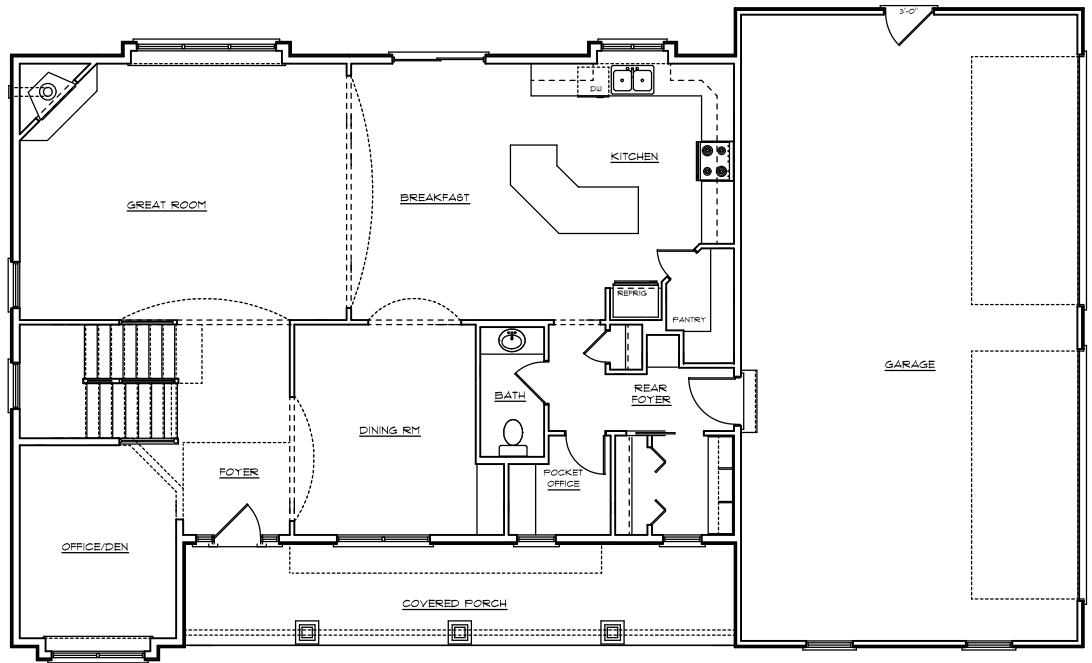 3'-0"
DW
KITCHEN
BREAKFAST
GREAT ROOM
REFRIG
PANTRY
GARAGE
BATH
REAR
FOYER
DINING RM
FOYER
POCKET
OFFICE
OFFICE/DEN
COVERED PORCH